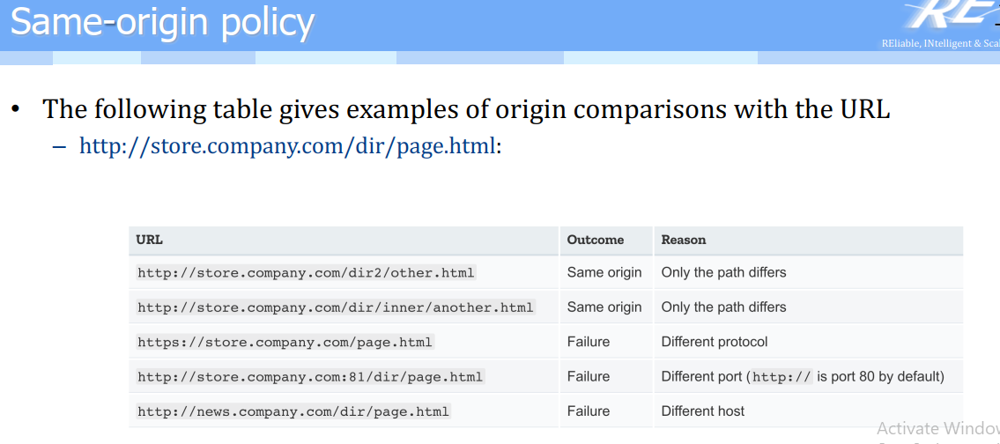 Same-origin policy
REliable, INtelligent & Scal
• The following table gives examples of origin comparisons with the URL
– http://store.company.com/dir/page.html:
URL Outcome Reason
http://store.company.com/dir2/other.html Same origin Only the path differs
http://store.company.com/dir/inner/another.html Same origin Only the path differs
https://store.company.com/page.html Failure Different protocol
http://store.company.com:81/dir/page.html Failure Different port (http:// is port 80 by default)
http://news.company.com/dir/page.html Failure Different host
Activate Window